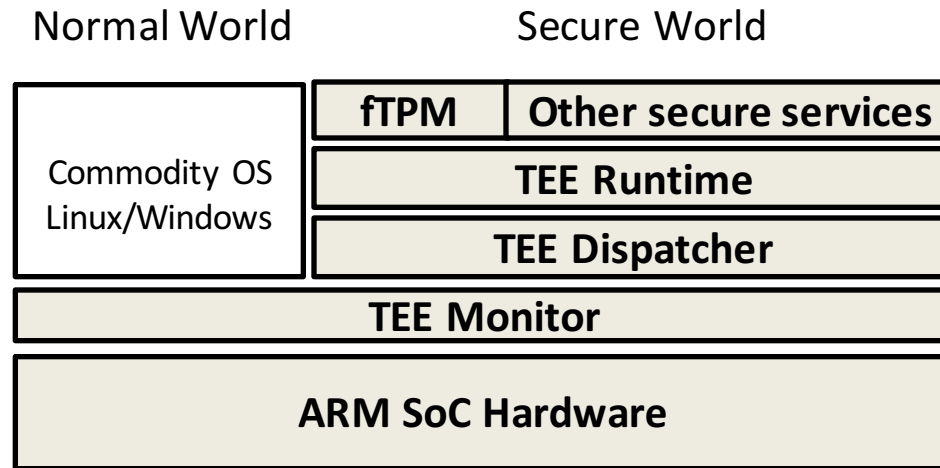 Normal World
Secure World
Commodity OS
Linux/Windows
fTPM
Other secure services
TEE Runtime
TEE Dispatcher
TEE Monitor
ARM SoC Hardware